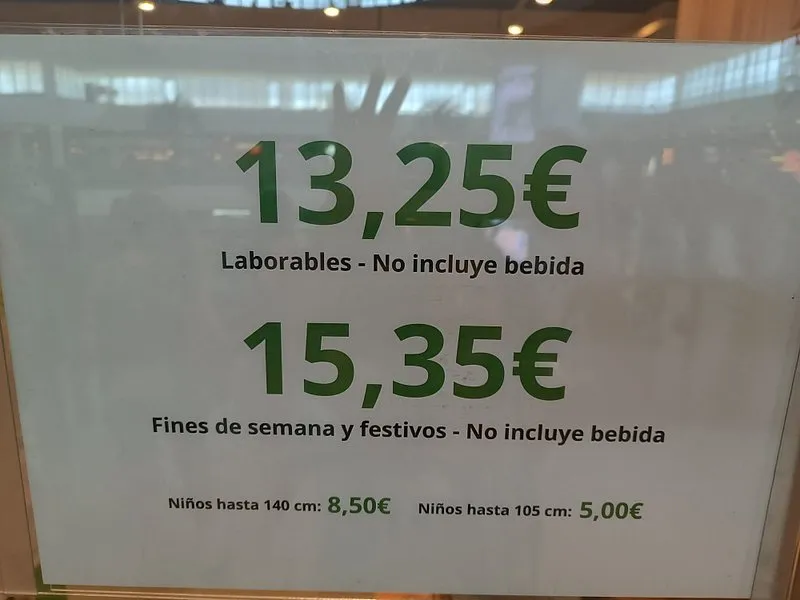 13,25€
Laborables - No incluye bebida
15,35€
Fines de semana y festivos - No incluye bebida
Niños hasta 140 cm: 8,50€ Niños hasta 105 cm: 5,00€